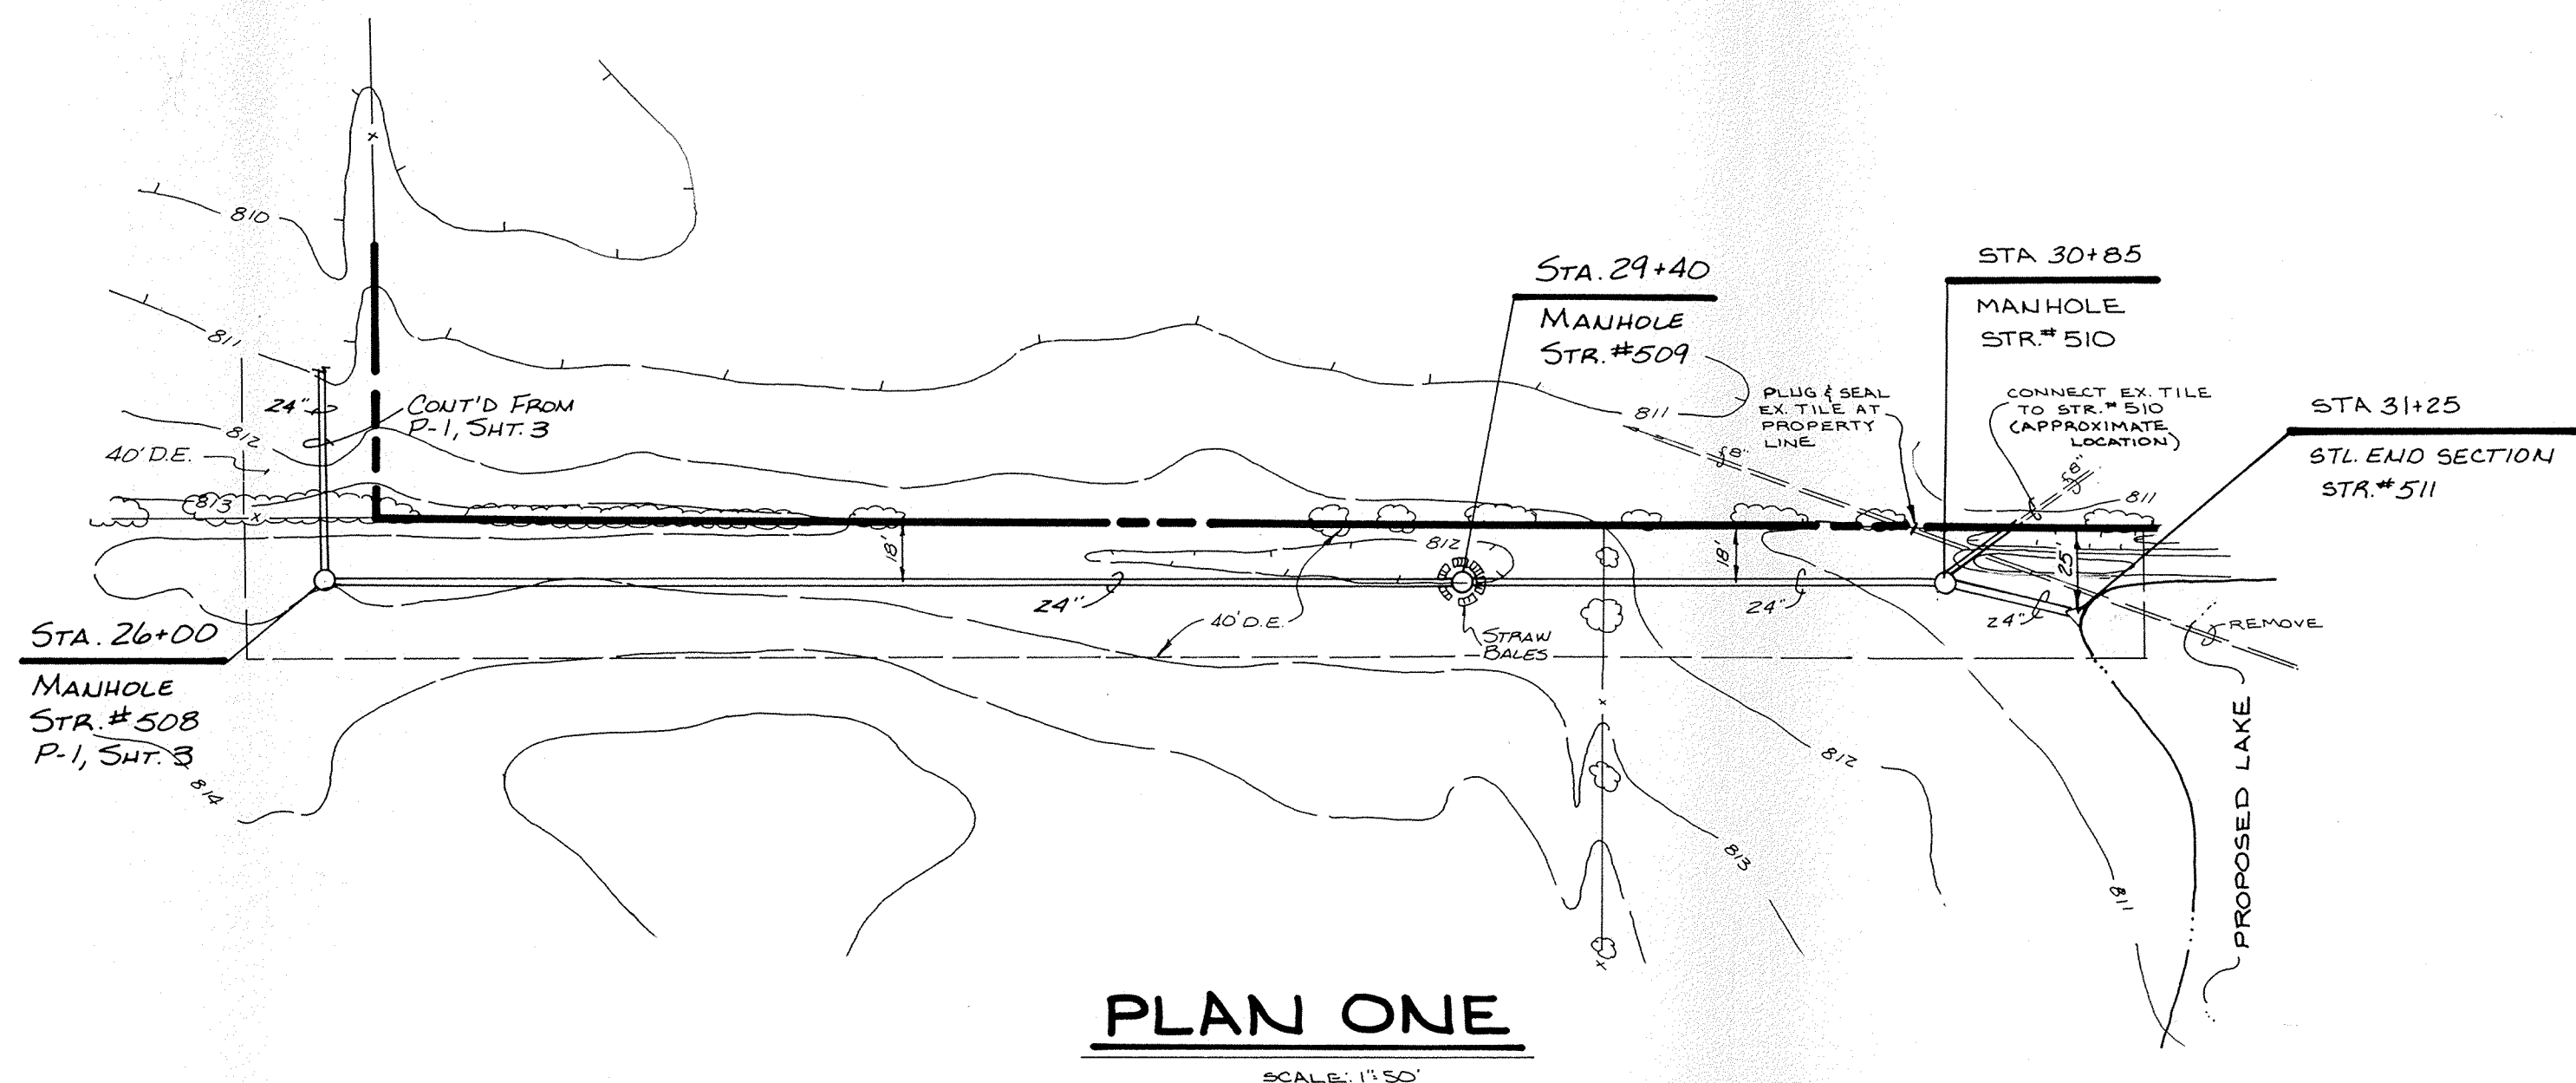 810
811
24"
CONT'D FROM
P-1, SHT. 3
812
40' D.E.
813
STA. 26+00
MANHOLE
STR. #508
P-1, SHT. 3
814
18'
24"
40' D.E.
812
STA. 29+40
MANHOLE
STR. #509
STRAW
BALES
811
8"
PLUG & SEAL
EX. TILE AT
PROPERTY
LINE
18'
24"
STA 30+85
MANHOLE
STR.# 510
CONNECT EX. TILE
TO STR.# 510
(APPROXIMATE
LOCATION)
8"
811
25'
24"
STA 31+25
STL. END SECTION
STR.#511
REMOVE
PROPOSED LAKE
812
813
811
PLAN ONE
SCALE: 1"= 50'